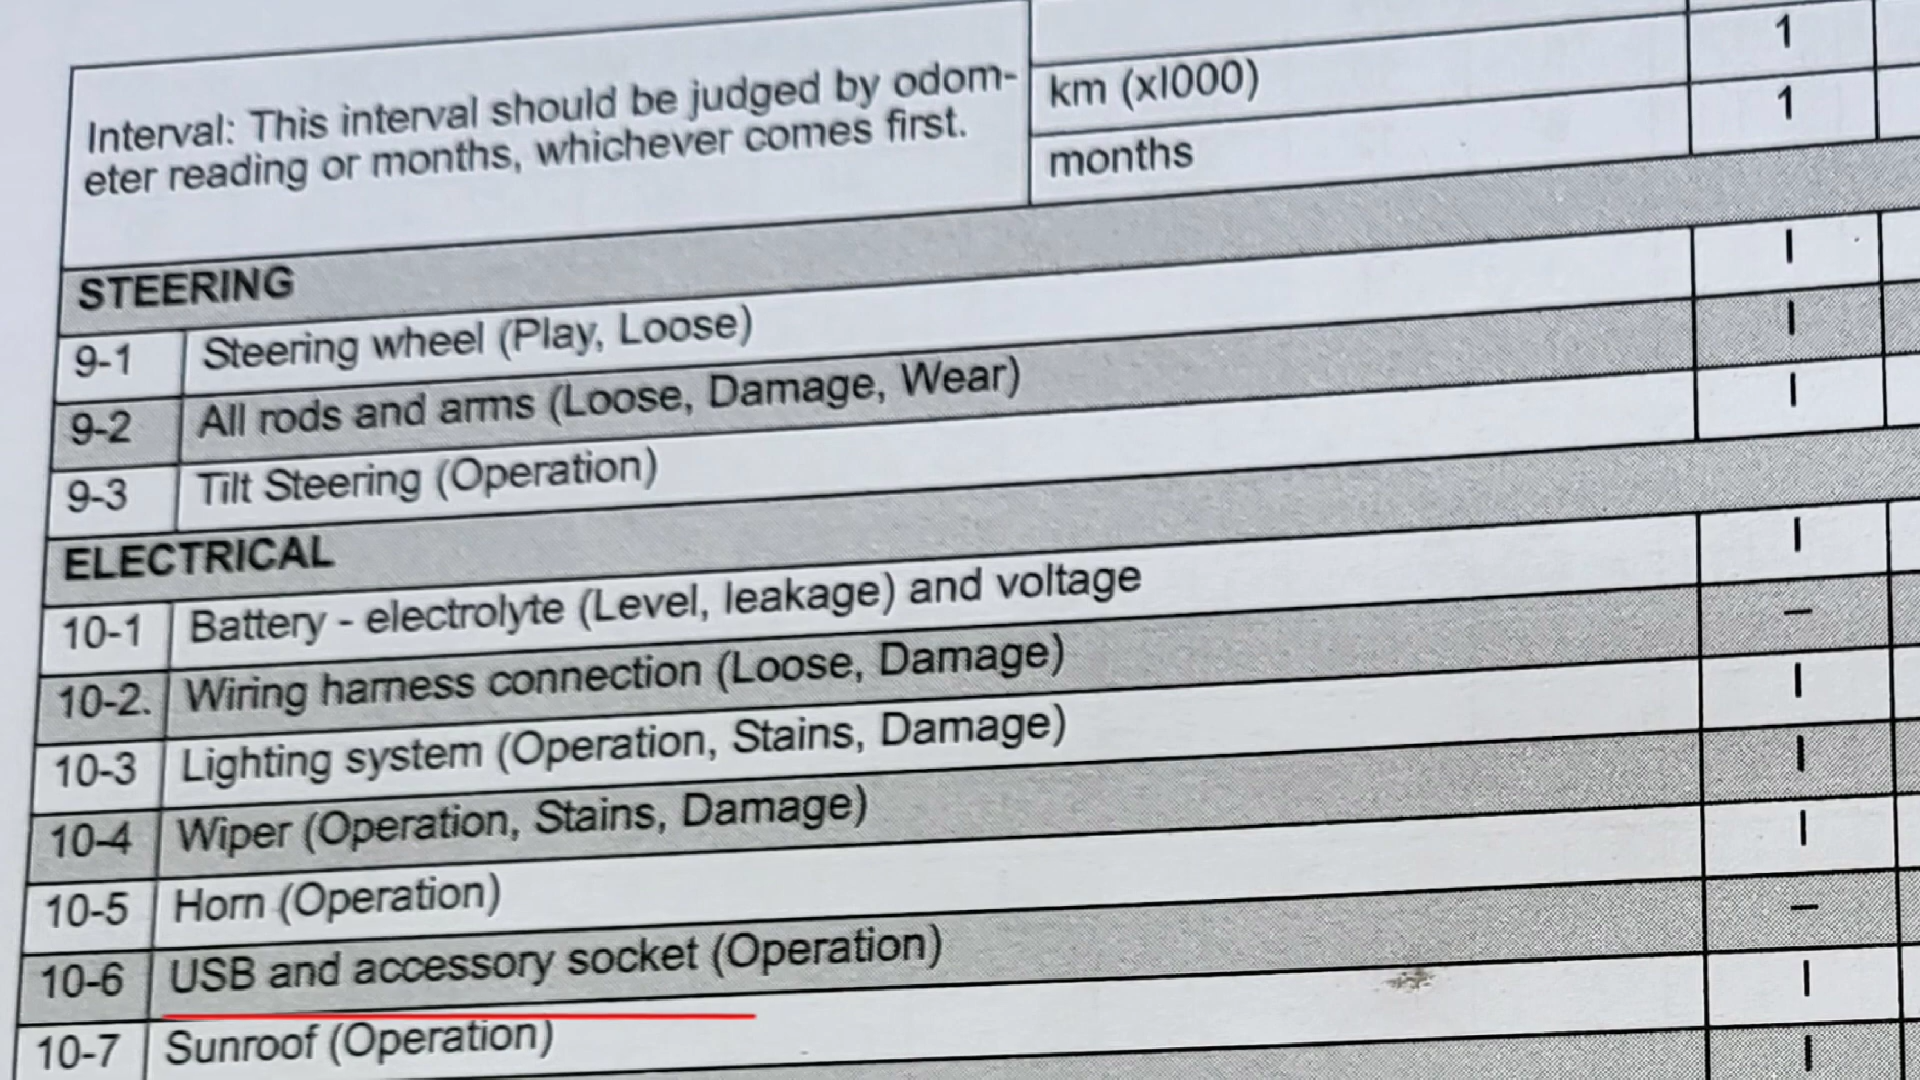 Interval: This interval should be judged by odom-
eter reading or months, whichever comes first.
km (x1000) 1
months 1
STEERING
9-1 Steering wheel (Play, Loose) I
9-2 All rods and arms (Loose, Damage, Wear) I
9-3 Tilt Steering (Operation) I
ELECTRICAL
10-1 Battery - electrolyte (Level, leakage) and voltage I
10-2. Wiring harness connection (Loose, Damage) –
10-3 Lighting system (Operation, Stains, Damage) I
10-4 Wiper (Operation, Stains, Damage) I
10-5 Horn (Operation) I
10-6 USB and accessory socket (Operation) –
10-7 Sunroof (Operation) I
I